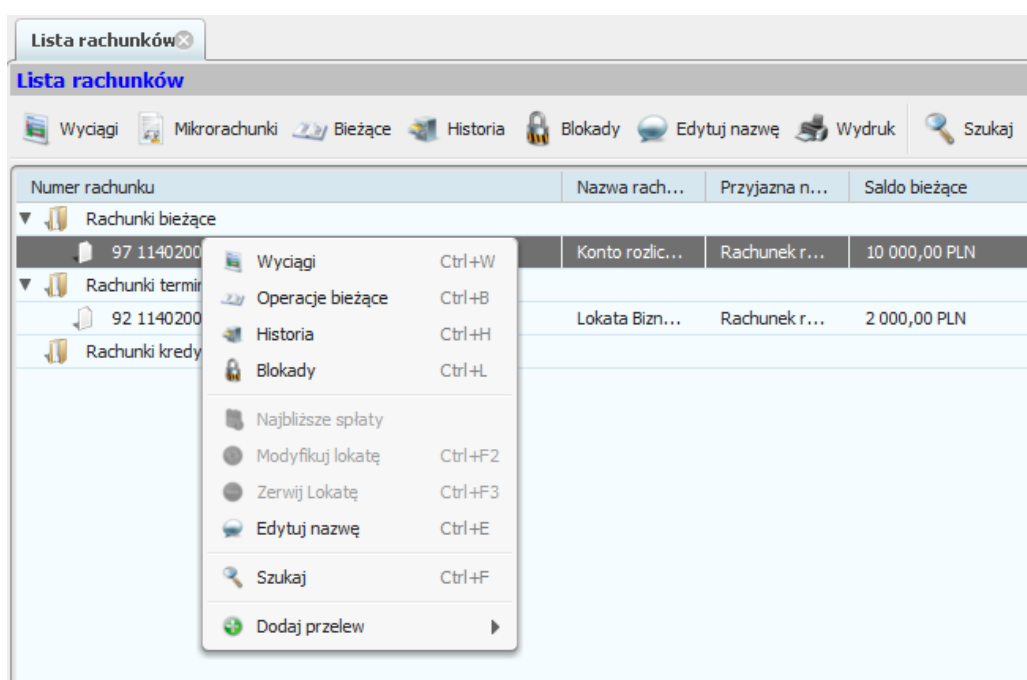 Lista rachunków
Lista rachunków
Wyciągi Mikrorachunki Bieżące Historia Blokady Edytuj nazwę Wydruk Szukaj
Numer rachunku Nazwa rach... Przyjazna n... Saldo bieżące
Rachunki bieżące
97 1140200 Konto rozlic... Rachunek r... 10 000,00 PLN
Rachunki termin
92 1140200 Lokata Bizn... Rachunek r... 2 000,00 PLN
Rachunki kredy
Wyciągi Ctrl+W
Operacje bieżące Ctrl+B
Historia Ctrl+H
Blokady Ctrl+L
Najbliższe spłaty
Modyfikuj lokatę Ctrl+F2
Zerwij Lokatę Ctrl+F3
Edytuj nazwę Ctrl+E
Szukaj Ctrl+F
Dodaj przelew